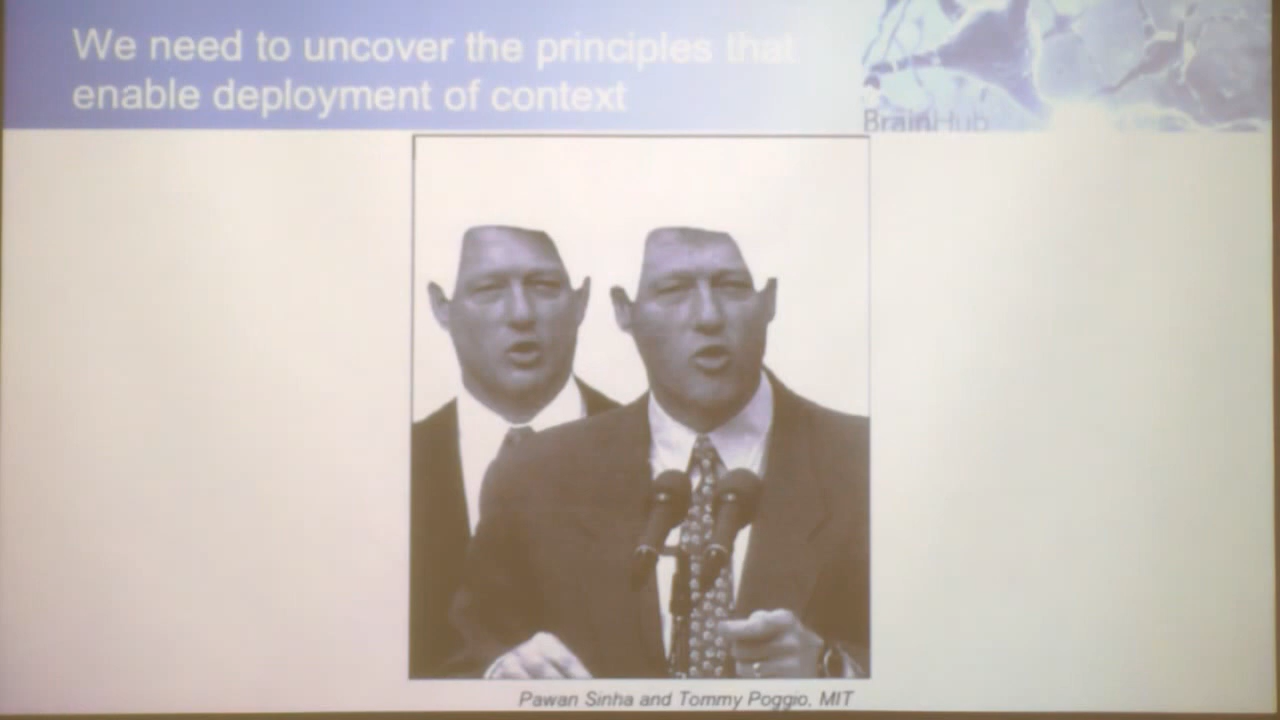 We need to uncover the principles that
enable deployment of context
BrainHub
Pawan Sinha and Tommy Poggio, MIT